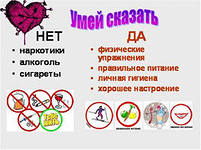 Умей сказать
НЕТ
ДА
наркотики
алкоголь
сигареты
физические
упражнения
правильное питание
личная гигиена
хорошее настроение